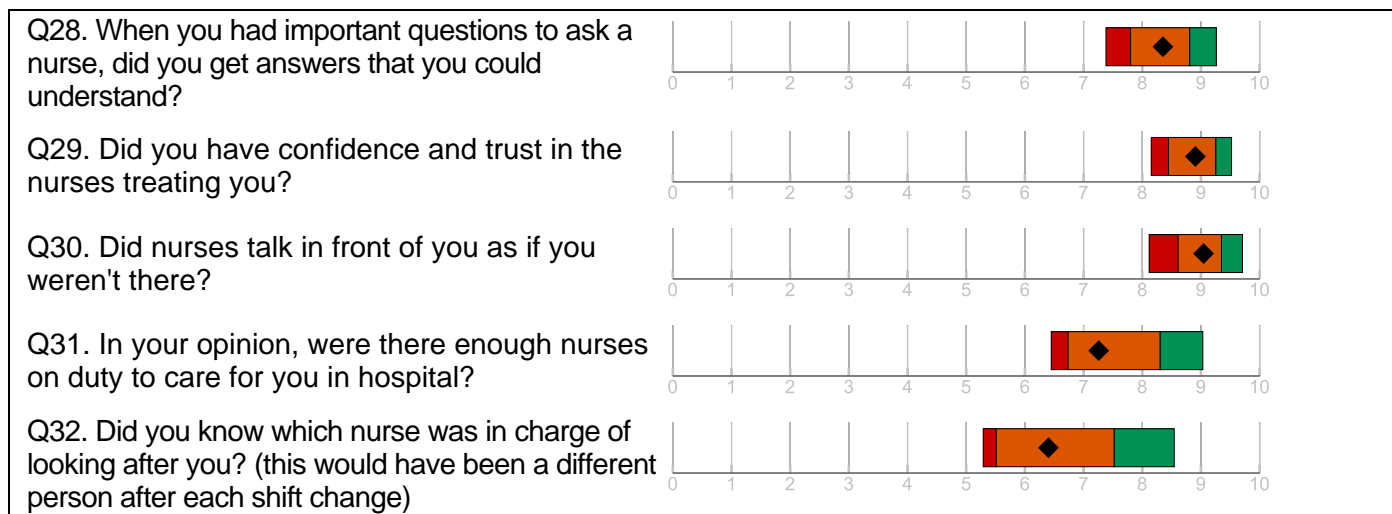 Q28. When you had important questions to ask a
nurse, did you get answers that you could
understand?
0 1 2 3 4 5 6 7 8 9 10
Q29. Did you have confidence and trust in the
nurses treating you?
0 1 2 3 4 5 6 7 8 9 10
Q30. Did nurses talk in front of you as if you
weren't there?
0 1 2 3 4 5 6 7 8 9 10
Q31. In your opinion, were there enough nurses
on duty to care for you in hospital?
0 1 2 3 4 5 6 7 8 9 10
Q32. Did you know which nurse was in charge of
looking after you? (this would have been a different
person after each shift change)
0 1 2 3 4 5 6 7 8 9 10